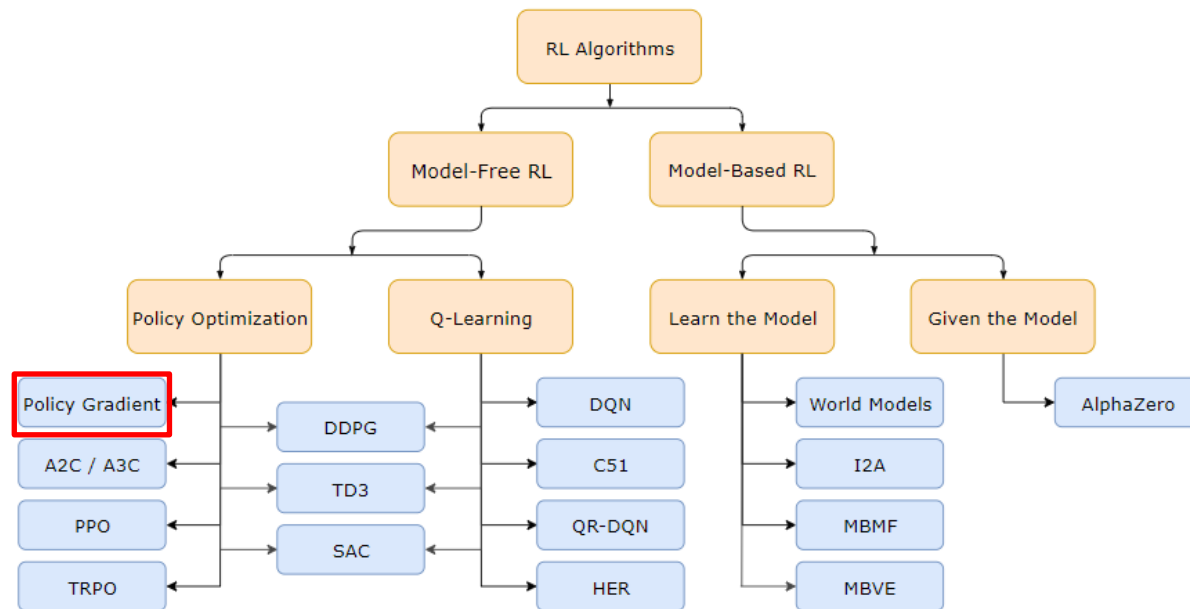 RL Algorithms
Model-Free RL
Model-Based RL
Policy Optimization
Q-Learning
Learn the Model
Given the Model
Policy Gradient
DDPG
DQN
World Models
AlphaZero
A2C / A3C
TD3
C51
I2A
PPO
SAC
QR-DQN
MBMF
TRPO
HER
MBVE